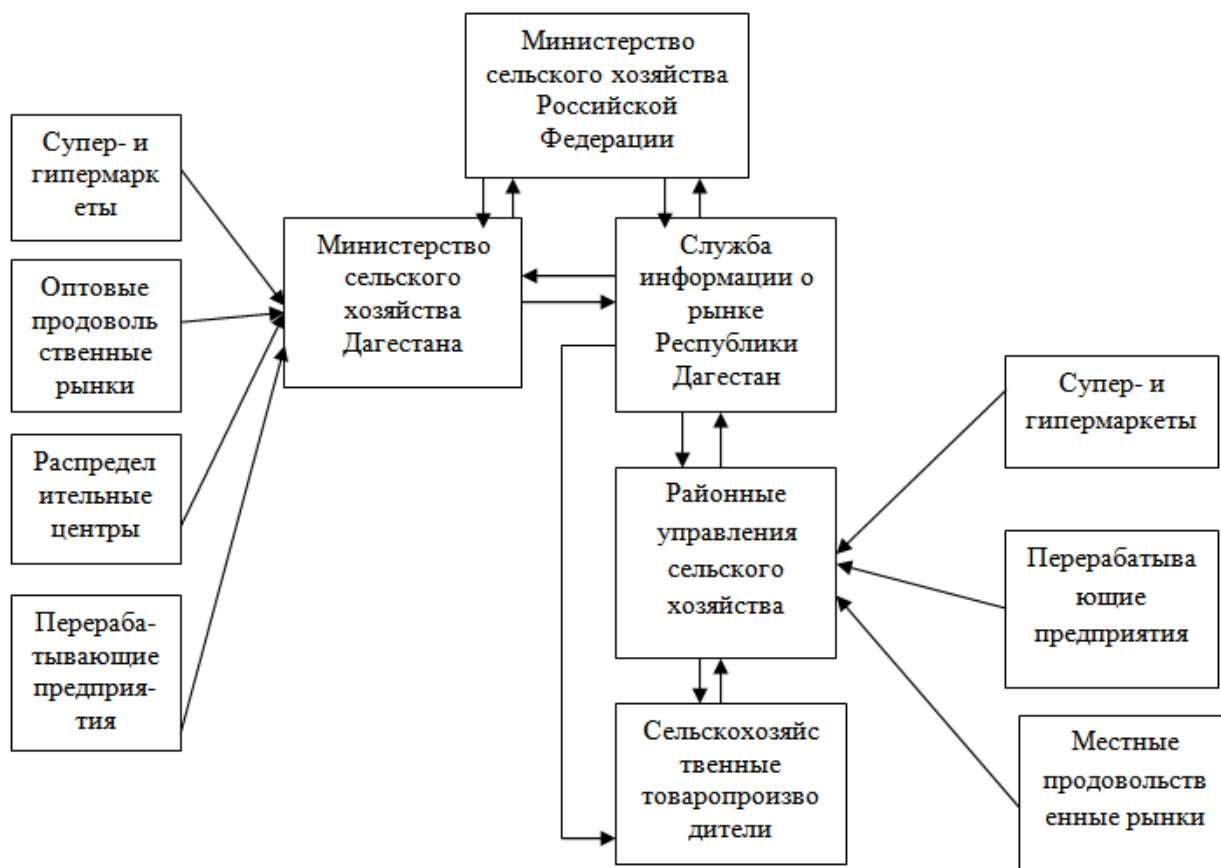 Министерство
сельского хозяйства
Российской
Федерации
Супер- и
гипермарк
еты
Оптовые
продоволь
ственные
рынки
Распредел
ительные
центры
Перераба-
тывающие
предприя-
тия
Министерство
сельского
хозяйства
Дагестана
Служба
информации о
рынке
Республики
Дагестан
Районные
управления
сельского
хозяйства
Сельскохозяйс
твенные
товаропроизво
дители
Супер- и
гипермаркеты
Перерабатыва
ющие
предприятия
Местные
продовольств
енные рынки